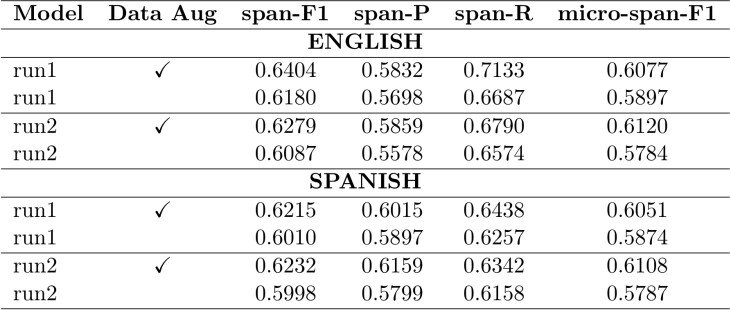 Model Data Aug span-F1 span-P span-R micro-span-F1
ENGLISH
run1 ✓ 0.6404 0.5832 0.7133 0.6077
run1 0.6180 0.5698 0.6687 0.5897
run2 ✓ 0.6279 0.5859 0.6790 0.6120
run2 0.6087 0.5578 0.6574 0.5784
SPANISH
run1 ✓ 0.6215 0.6015 0.6438 0.6051
run1 0.6010 0.5897 0.6257 0.5874
run2 ✓ 0.6232 0.6159 0.6342 0.6108
run2 0.5998 0.5799 0.6158 0.5787